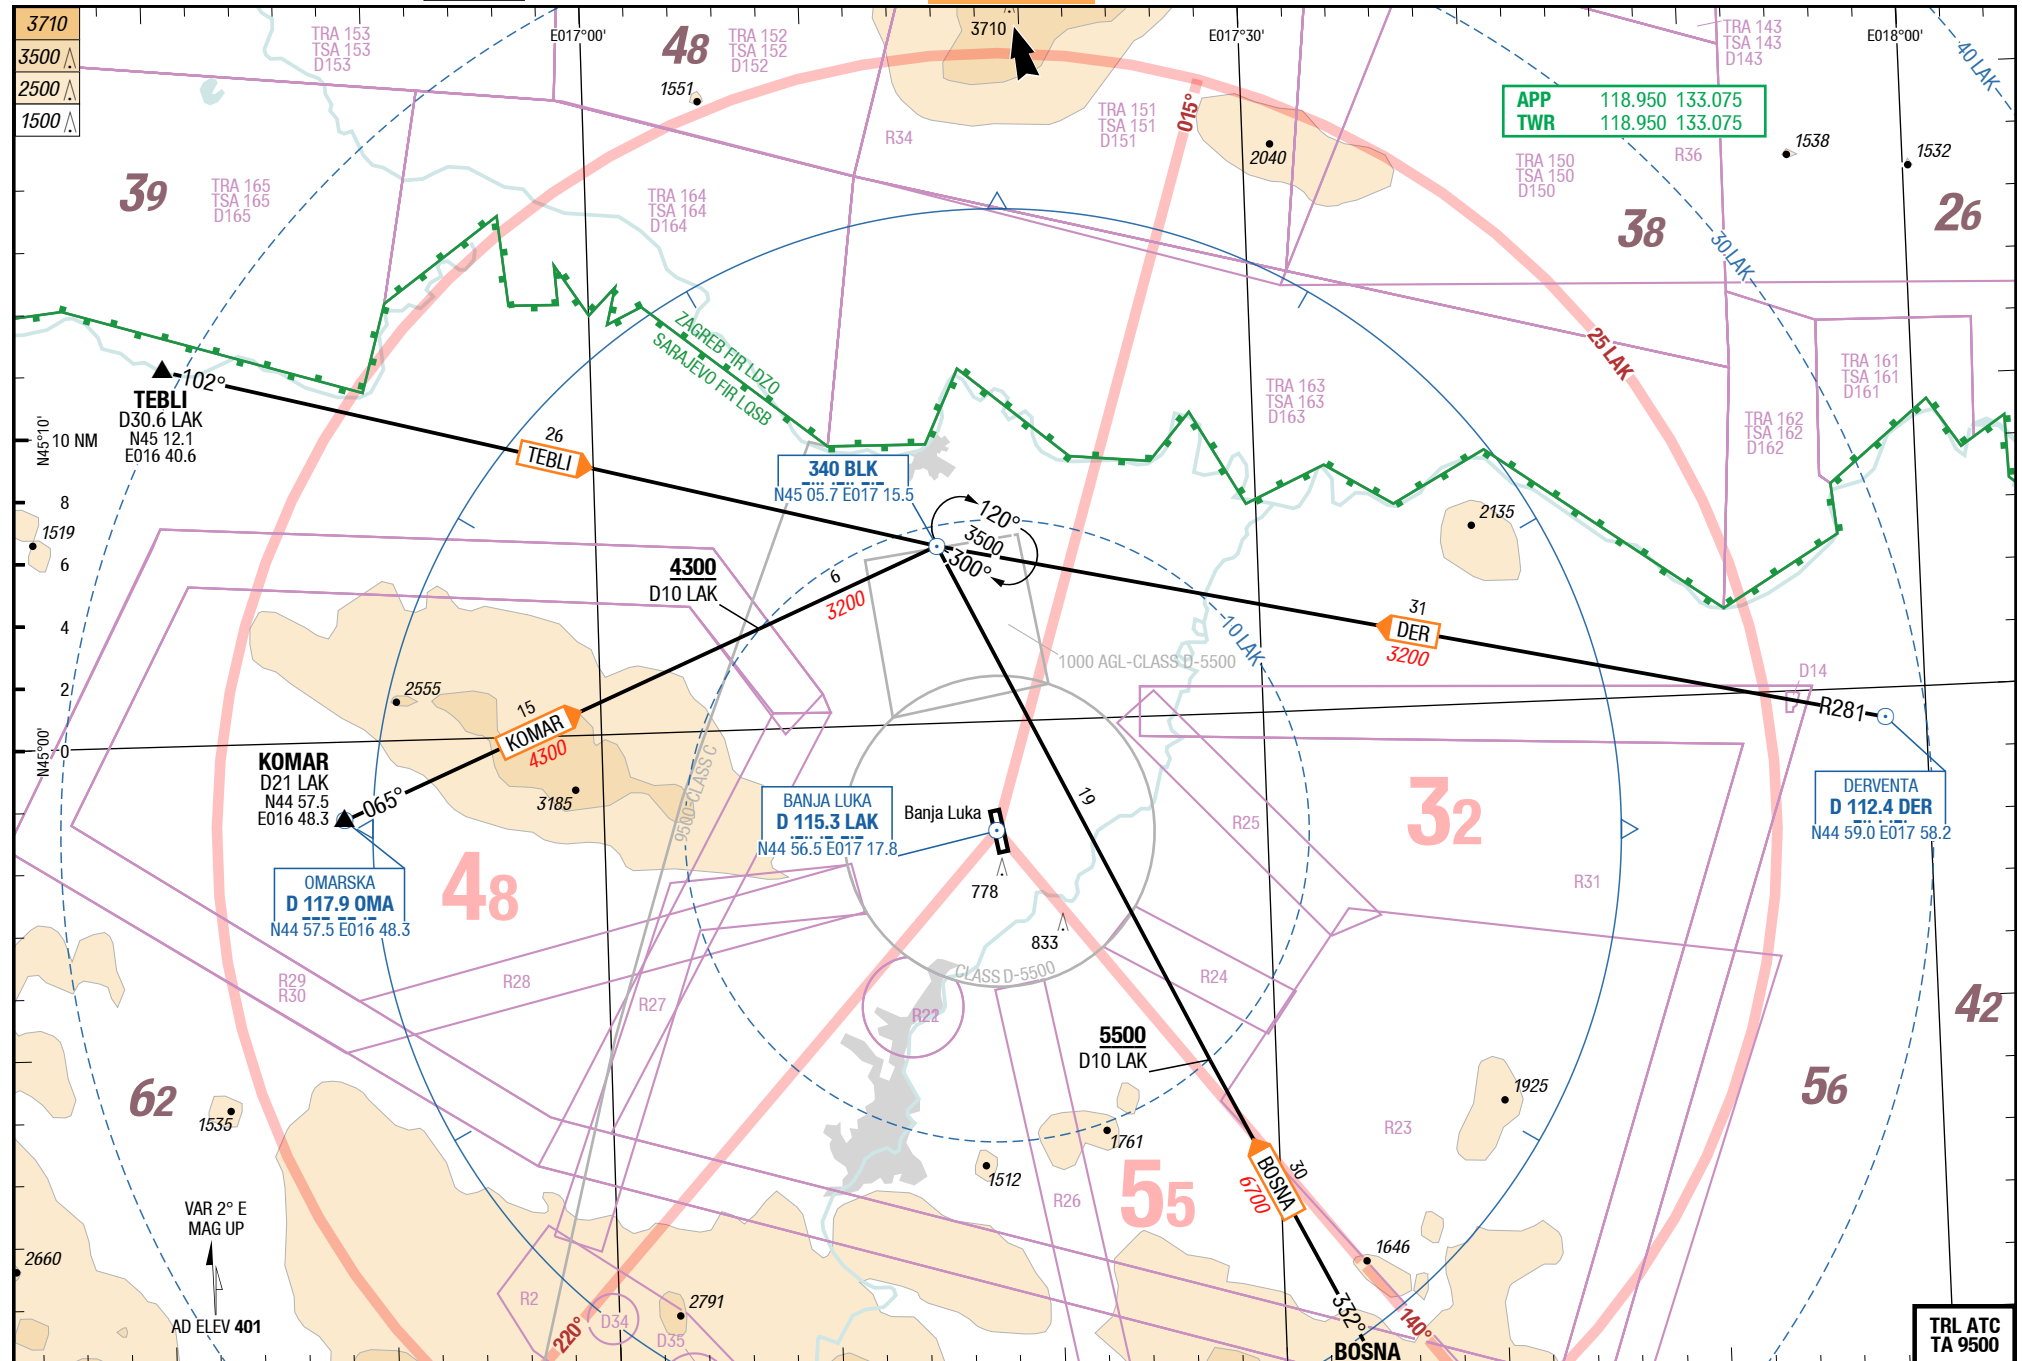 3710
3500
2500
1500
TRA 153
TSA 153
D153
E017°00'
48
TRA 152
TSA 152
D152
1551
3710
E017°30'
TRA 143
TSA 143
D143
E018°00'
40 LAK
APP 118.950 133.075
TWR 118.950 133.075
TRA 151
TSA 151
D151
015°
R34
2040
TRA 150
TSA 150
D150
R36
1538
1532
39
TRA 165
TSA 165
D165
TRA 164
TSA 164
D164
38
26
30 LAK
ZAGREB FIR LDZO
SARAJEVO FIR LQSB
25 LAK
102°
TEBLI
D30.6 LAK
N45 12.1
E016 40.6
26
TEBLI
TRA 163
TSA 163
D163
TRA 161
TSA 161
D161
TRA 162
TSA 162
D162
N45°10'
10 NM
8
6
4
2
0
N45°00'
340 BLK
N45 05.7 E017 15.5
120°
3500
300°
2135
1519
4300
D10 LAK
6
3200
10 LAK
31
DER
3200
1000 AGL-CLASS D-5500
D14
R281
2555
15
KOMAR
4300
3185
9500-CLASS C
KOMAR
D21 LAK
N44 57.5
E016 48.3
065°
BANJA LUKA
D 115.3 LAK
N44 56.5 E017 17.8
Banja Luka
19
32
R25
DERVENTA
D 112.4 DER
N44 59.0 E017 58.2
OMARSKA
D 117.9 OMA
N44 57.5 E016 48.3
48
778
833
CLASS D-5500
R31
R29
R30
R28
R27
R24
42
5500
D10 LAK
62
1535
1761
1512
1925
56
R23
55
R26
30
BOSNA
6700
VAR 2° E
MAG UP
2660
AD ELEV 401
R2
D34
D35
2791
220°
1646
332°
140°
BOSNA
TRL ATC
TA 9500